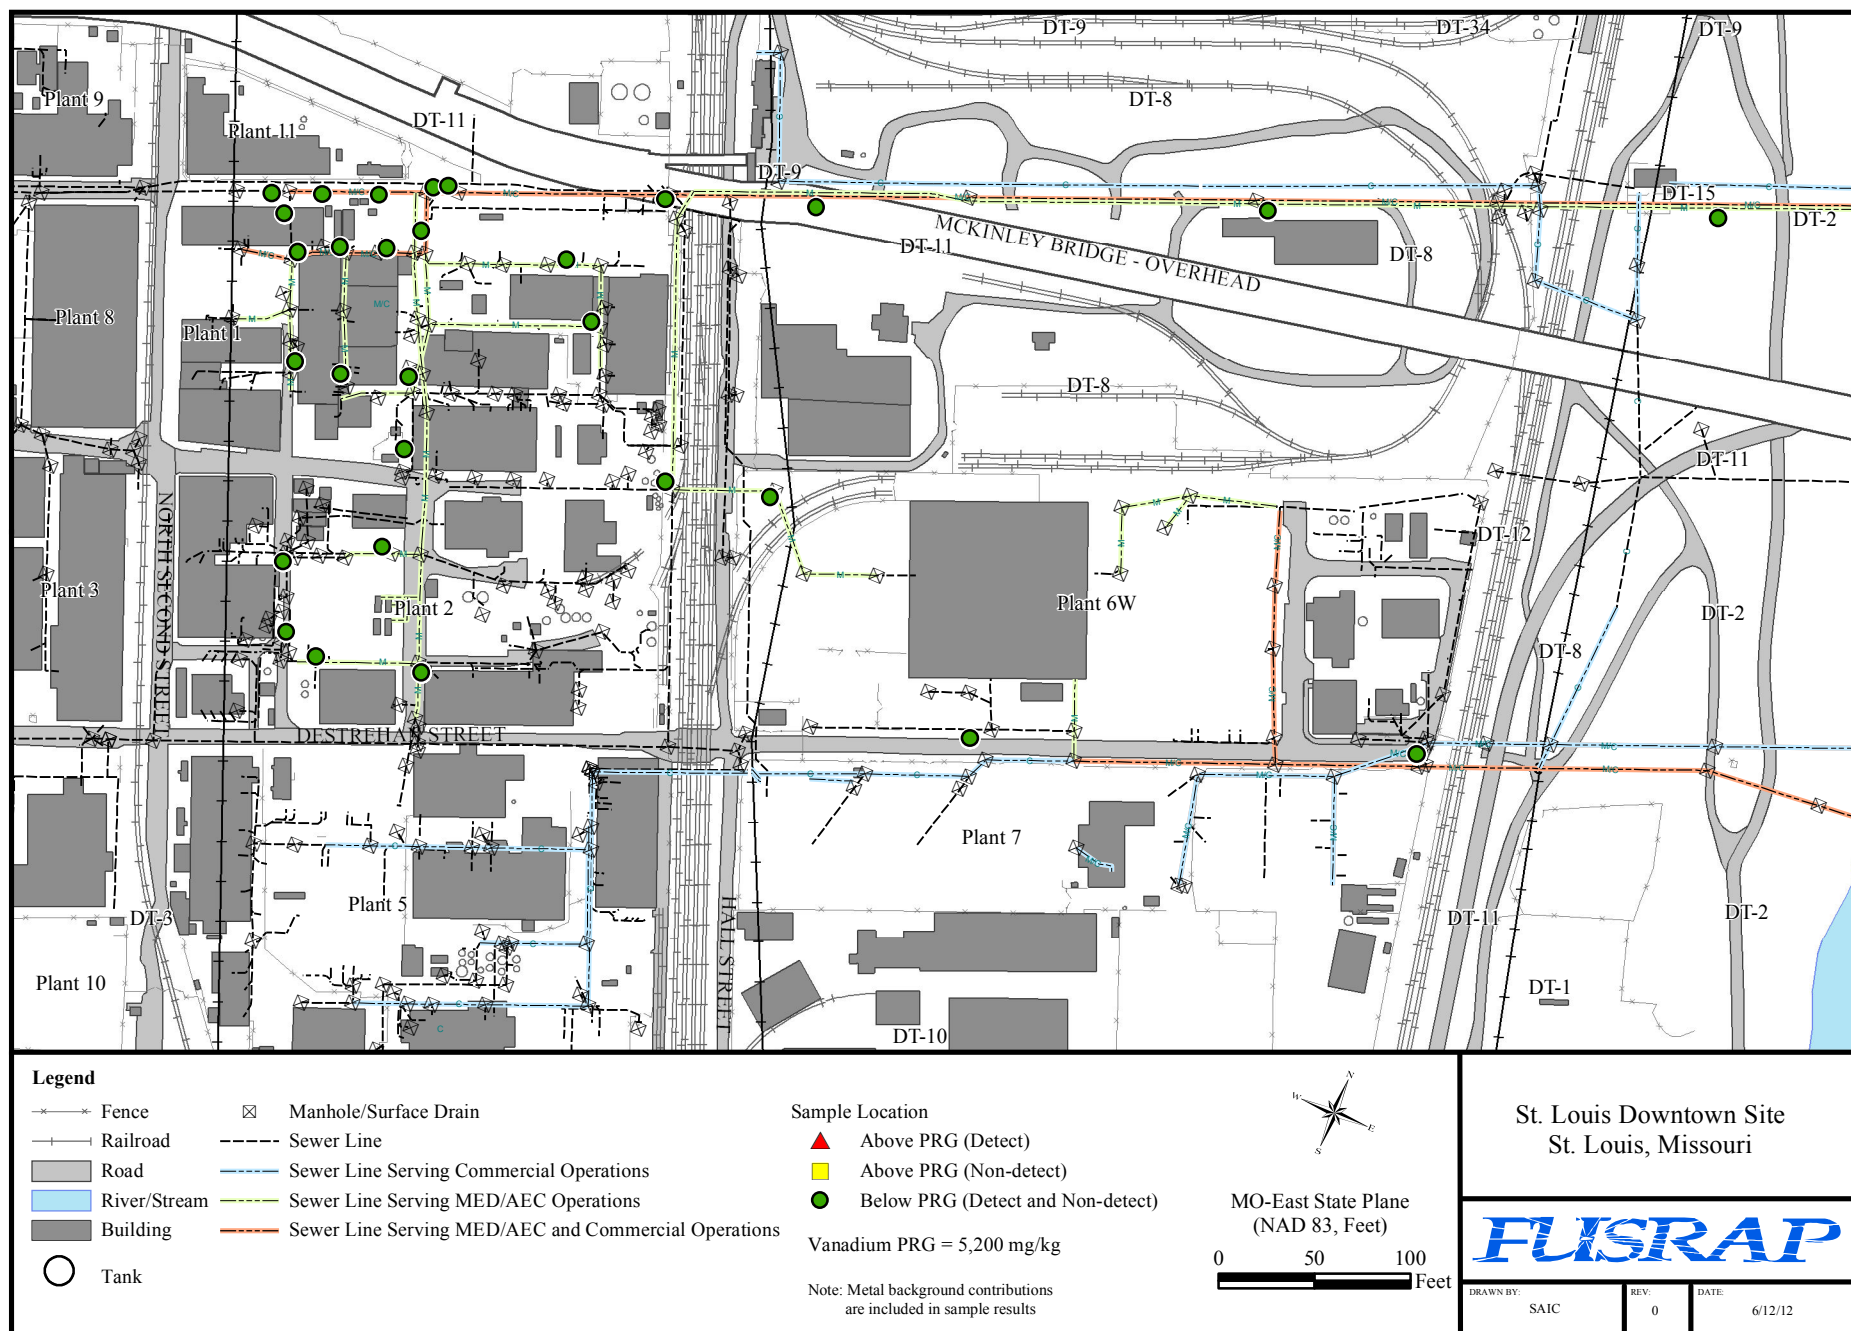 DT-9
DT-34
DT-9
Plant 9
DT-8
DT-11
Plant 11
DT-9
DT-15
DT-2
MCKINLEY BRIDGE - OVERHEAD
DT-11
DT-8
Plant 8
Plant 1
DT-8
DT-11
NORTH SECOND STREET
DT-12
Plant 3
Plant 2
Plant 6W
DT-2
DT-8
DESTREHAN STREET
Plant 7
Plant 5
DT-3
HALL STREET
DT-11
DT-2
Plant 10
DT-1
DT-10
Legend
Fence
Railroad
Road
River/Stream
Building
Tank
Manhole/Surface Drain
Sewer Line
Sewer Line Serving Commercial Operations
Sewer Line Serving MED/AEC Operations
Sewer Line Serving MED/AEC and Commercial Operations
Sample Location
Above PRG (Detect)
Above PRG (Non-detect)
Below PRG (Detect and Non-detect)
Vanadium PRG = 5,200 mg/kg
Note: Metal background contributions
are included in sample results
N
W
E
S
MO-East State Plane
(NAD 83, Feet)
0 50 100
Feet
St. Louis Downtown Site
St. Louis, Missouri
FUSRAP
DRAWN BY:
SAIC
REV:
0
DATE:
6/12/12